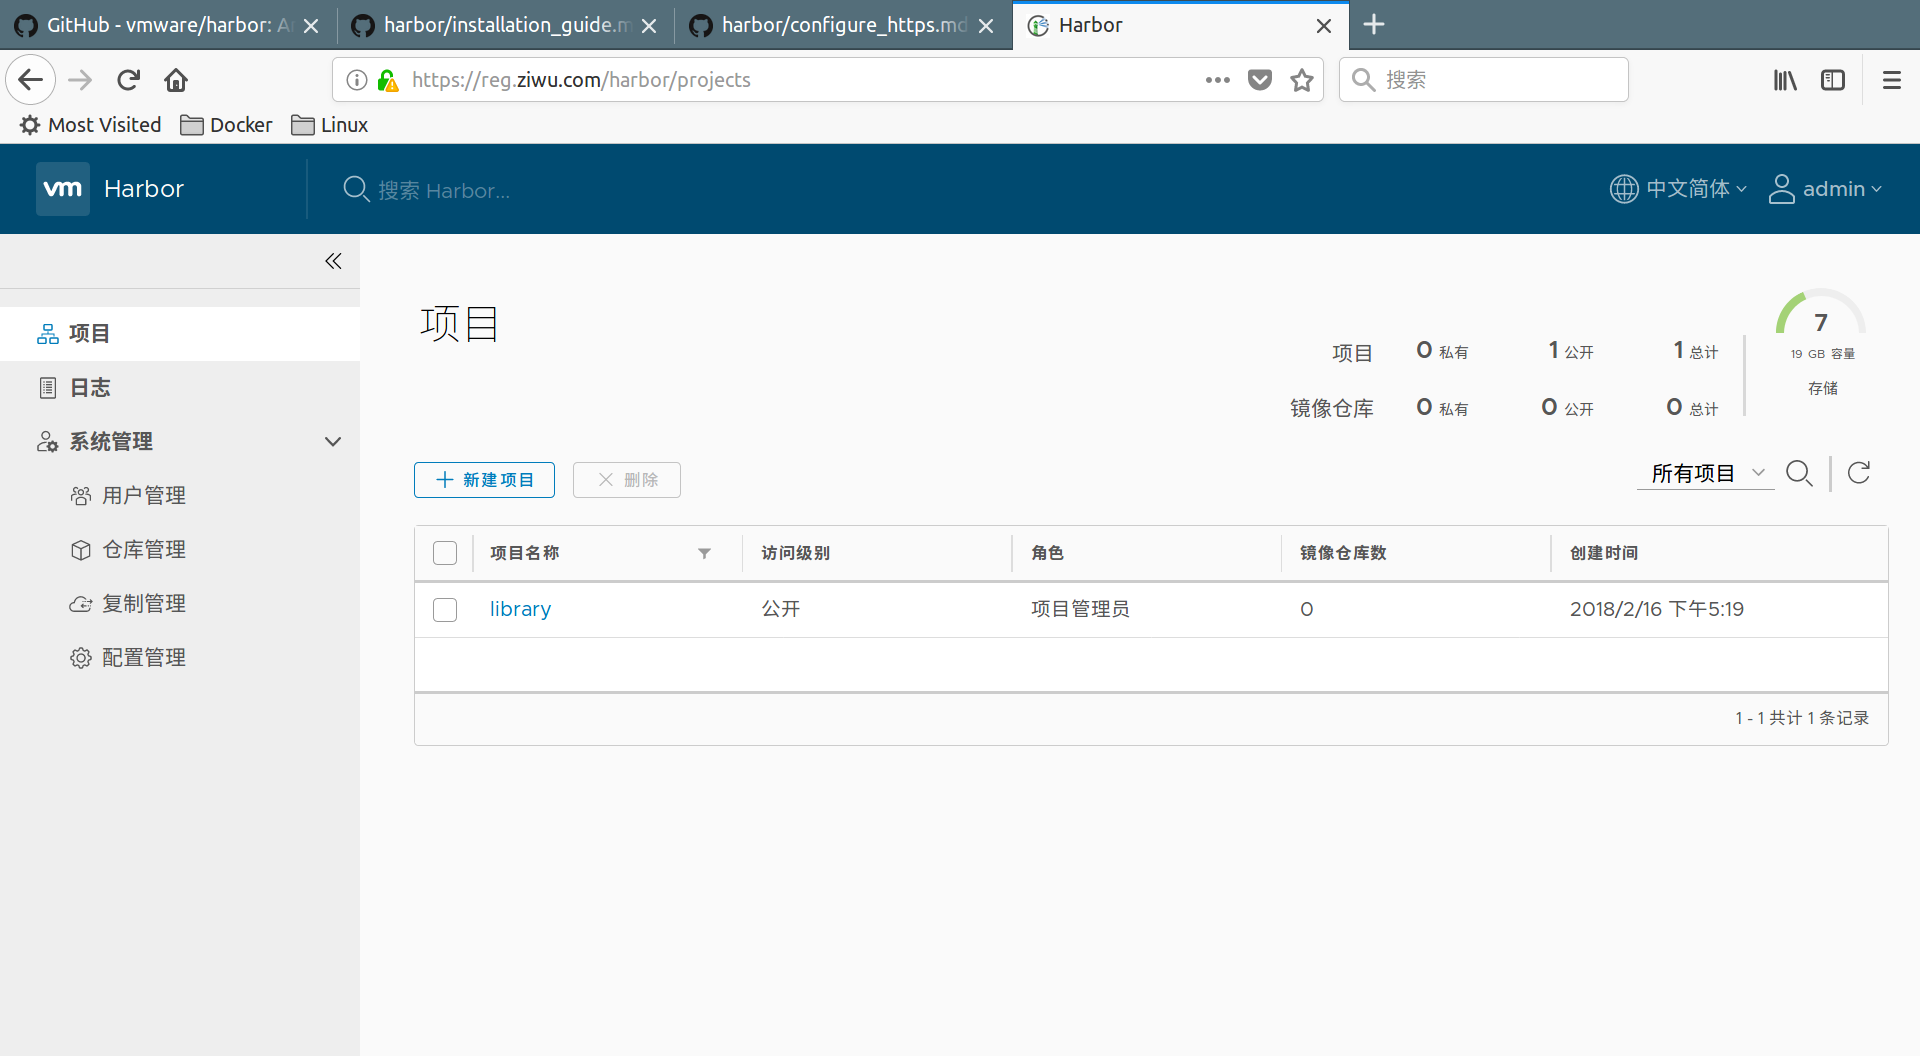 GitHub - vmware/harbor: A
harbor/installation_guide.m
harbor/configure_https.md
Harbor
https://reg.ziwu.com/harbor/projects
搜索
Most Visited
Docker
Linux
vm
Harbor
搜索 Harbor...
中文简体
admin
项目
日志
系统管理
用户管理
仓库管理
复制管理
配置管理
项目
项目 0 私有 1 公开 1 总计
镜像仓库 0 私有 0 公开 0 总计
7
19 GB 容量
存储
新建项目
删除
所有项目
项目名称 访问级别 角色 镜像仓库数 创建时间
library 公开 项目管理员 0 2018/2/16 下午5:19
1 - 1 共计 1 条记录